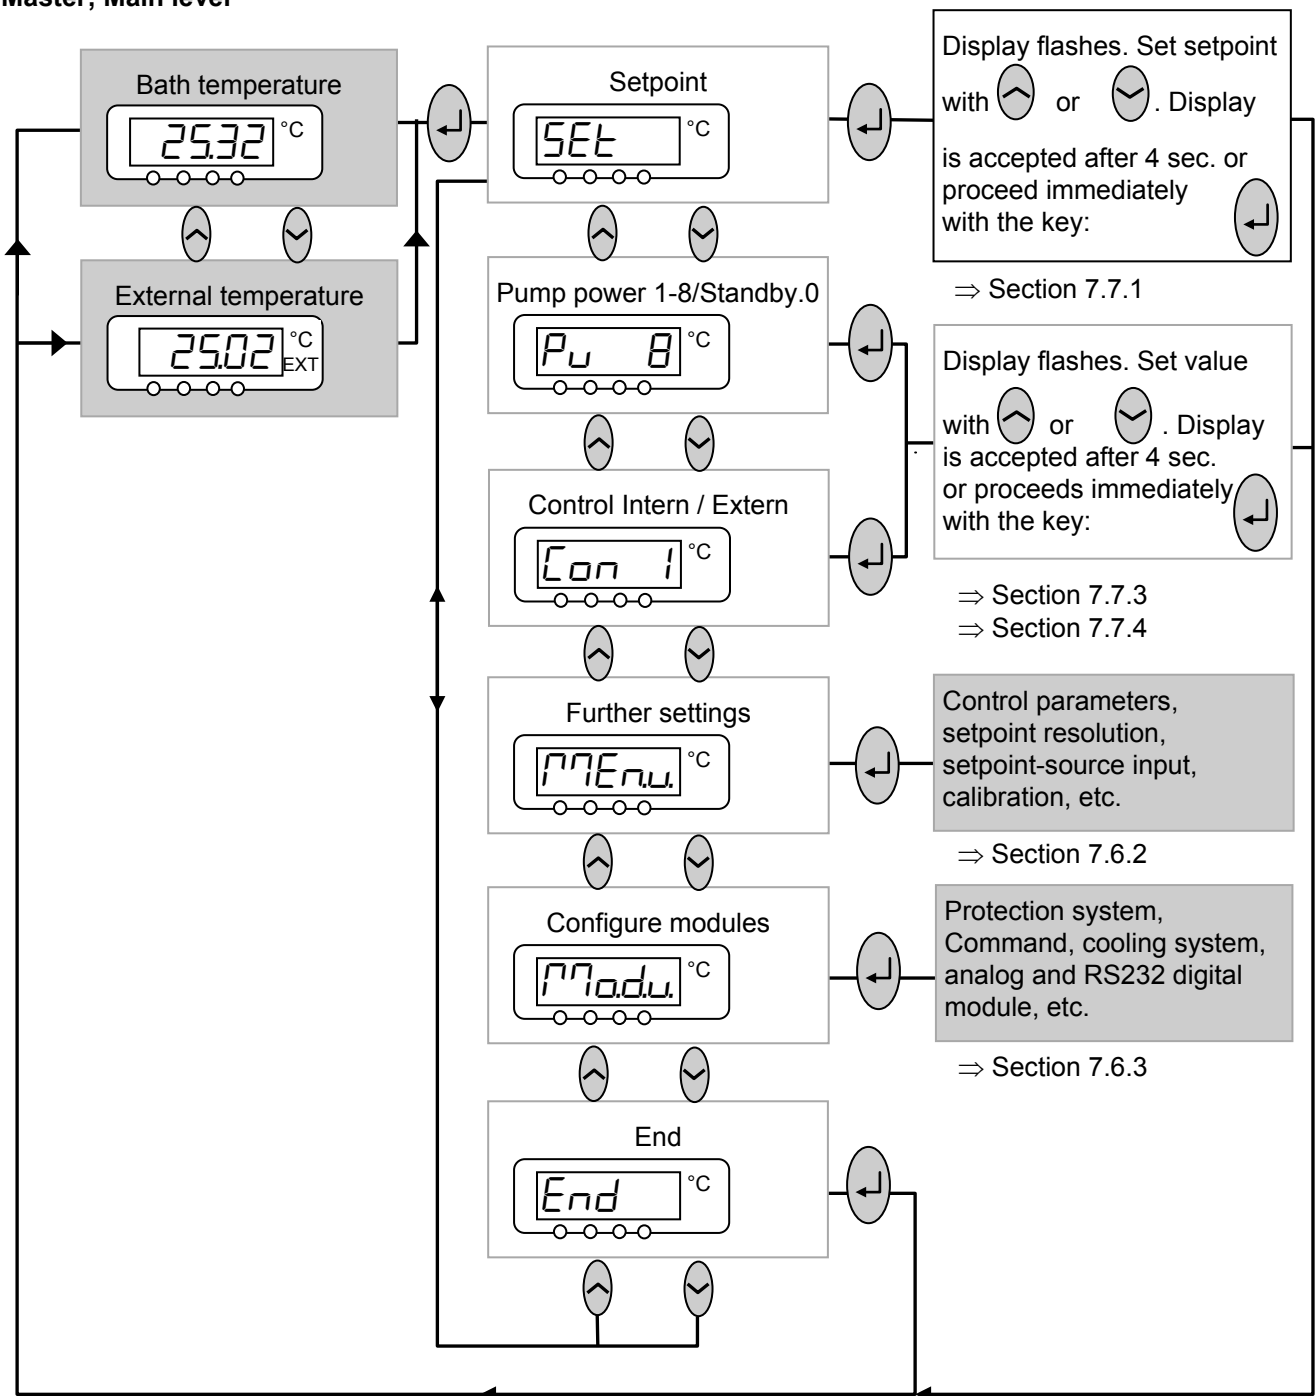 Master, Main level
Bath temperature
25.32 °C
External temperature
25.02 °C
EXT
Setpoint
SEt °C
Pump power 1-8/Standby.0
Pu 8 °C
Control Intern / Extern
Con 1 °C
Further settings
MEn.u. °C
Configure modules
Mo.d.u. °C
End
End °C
Display flashes. Set setpoint
with or . Display
is accepted after 4 sec. or
proceed immediately
with the key:
⇒ Section 7.7.1
Display flashes. Set value
with or . Display
is accepted after 4 sec.
or proceeds immediately
with the key:
⇒ Section 7.7.3
⇒ Section 7.7.4
Control parameters,
setpoint resolution,
setpoint-source input,
calibration, etc.
⇒ Section 7.6.2
Protection system,
Command, cooling system,
analog and RS232 digital
module, etc.
⇒ Section 7.6.3